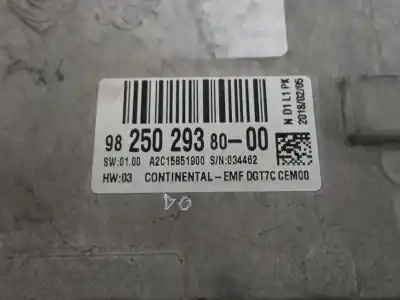 98 250 293 80-00
SW:01.00 A2C15651900 S/N:034462
HW:03 CONTINENTAL-EMF DGT7C CEM00
N D1 L1 PK
2018/02/05